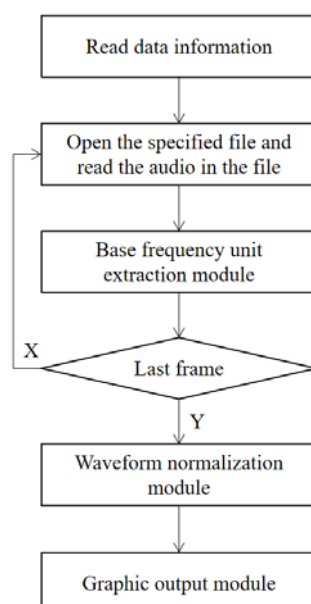 Read data information
Open the specified file and
read the audio in the file
Base frequency unit
extraction module
X
Last frame
Y
Waveform normalization
module
Graphic output module